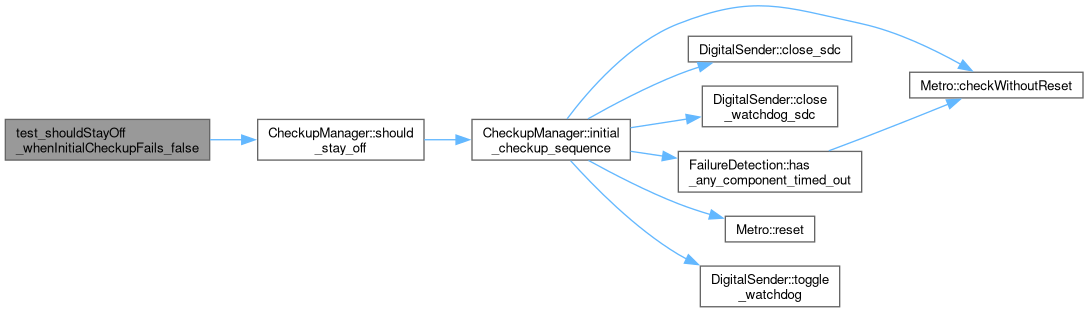 test_shouldStayOff
_whenInitialCheckupFails_false
CheckupManager::should
_stay_off
CheckupManager::initial
_checkup_sequence
DigitalSender::close_sdc
DigitalSender::close
_watchdog_sdc
FailureDetection::has
_any_component_timed_out
Metro::reset
DigitalSender::toggle
_watchdog
Metro::checkWithoutReset